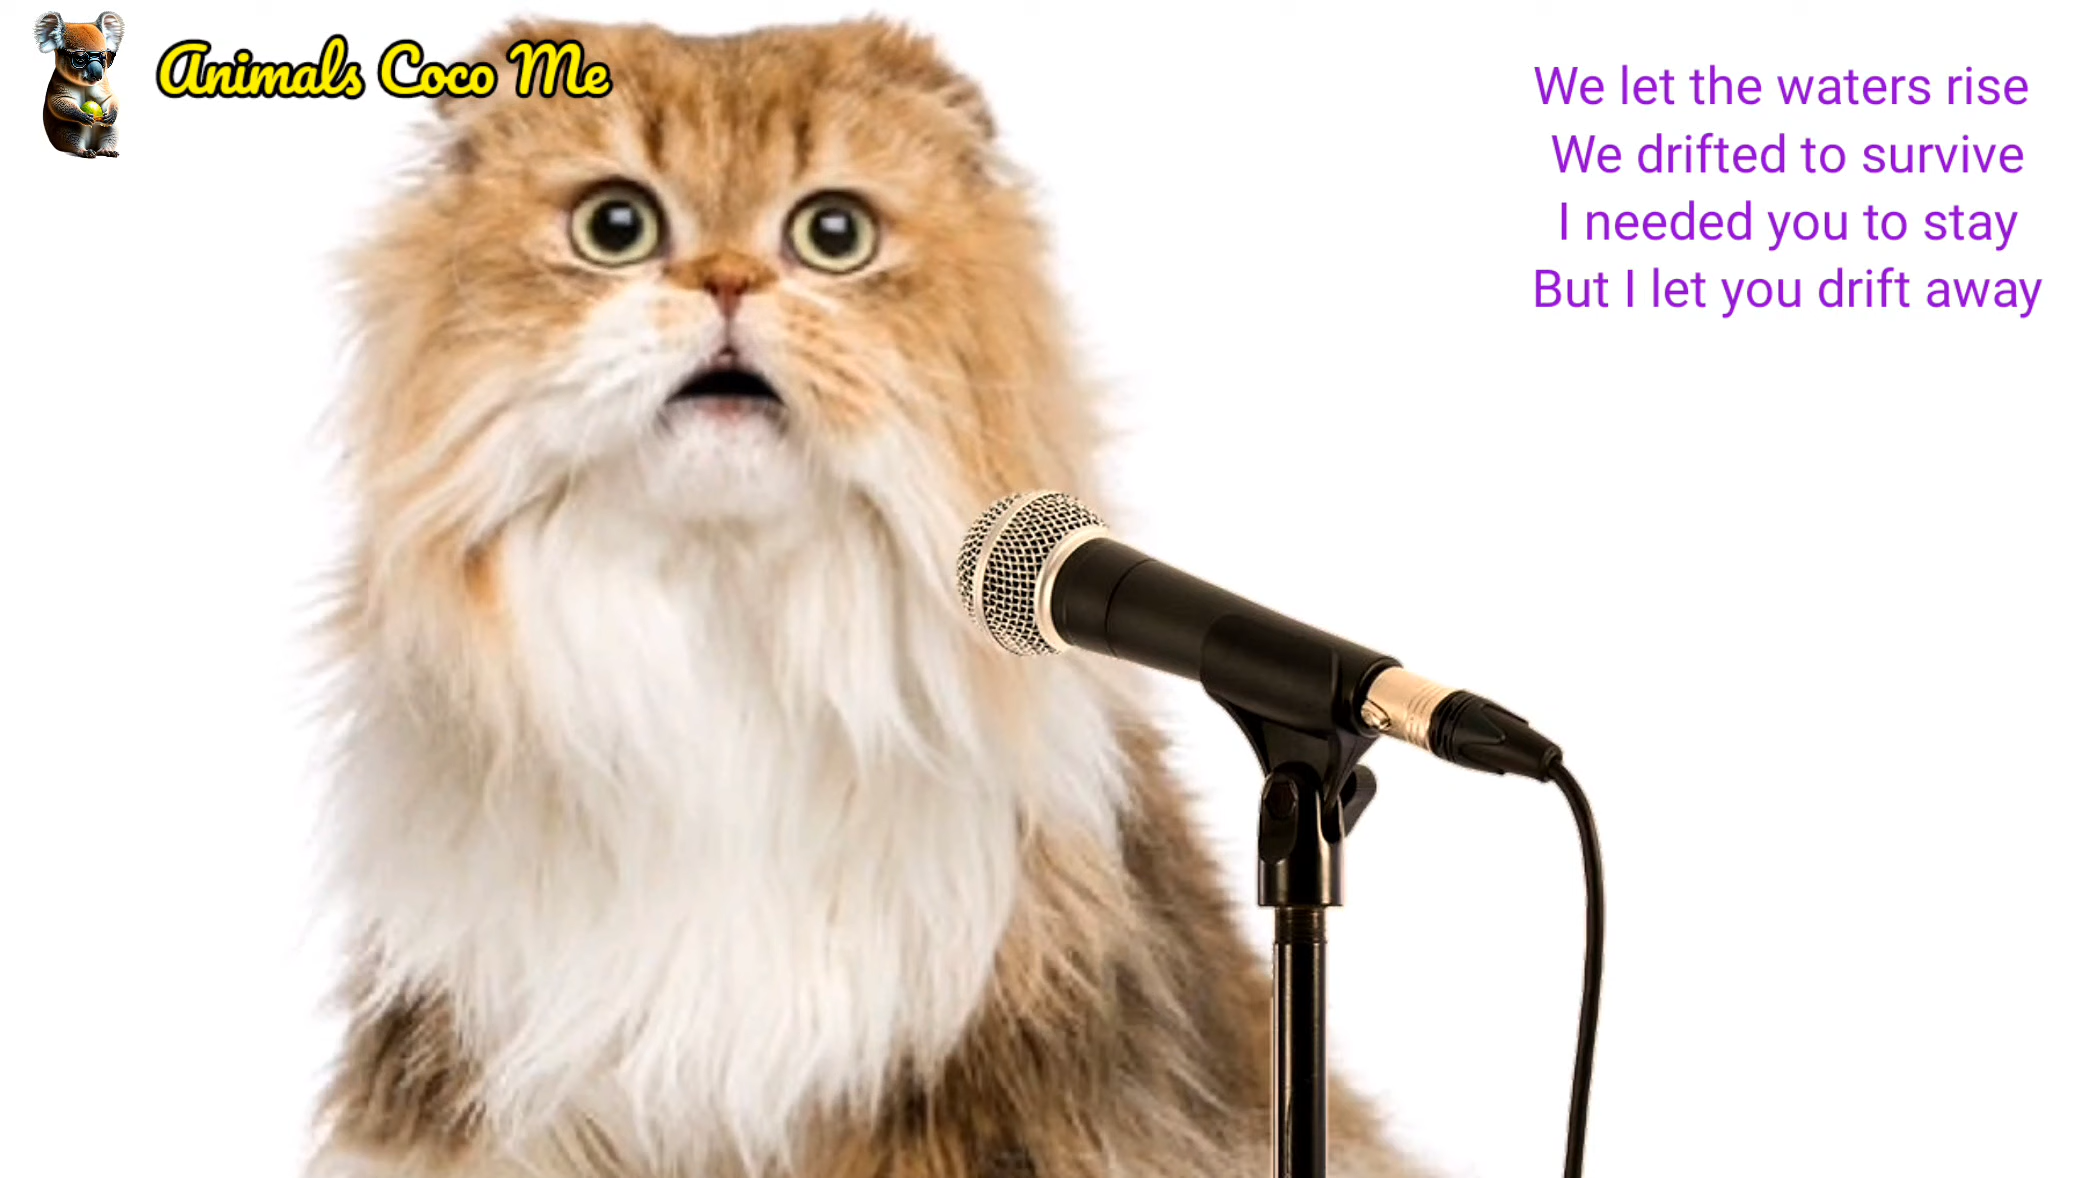 Animals Coco Me
We let the waters rise
We drifted to survive
I needed you to stay
But I let you drift away